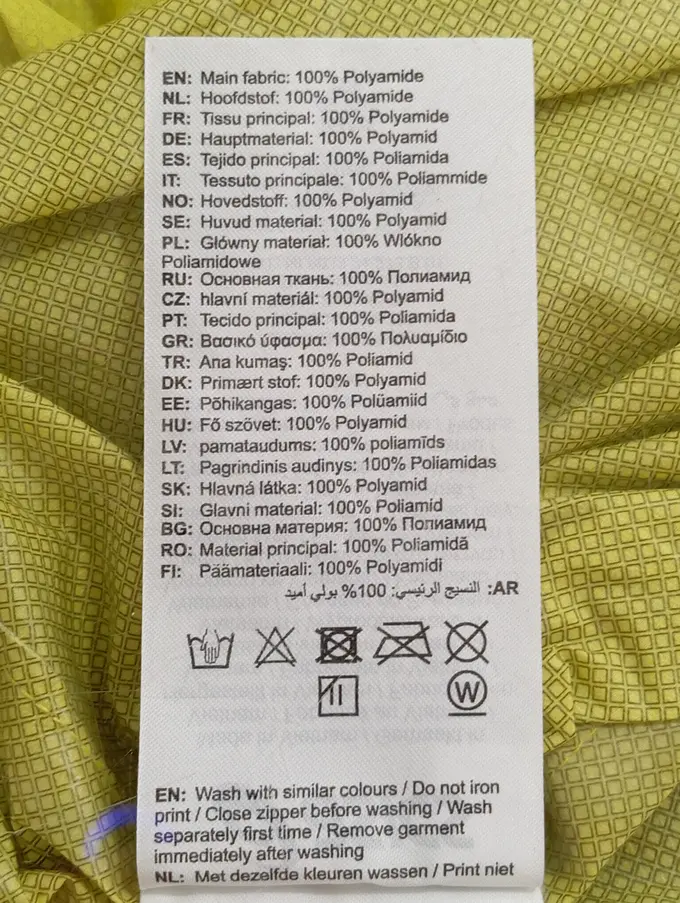 EN: Main fabric: 100% Polyamide
NL: Hoofdstof: 100% Polyamide
FR: Tissu principal: 100% Polyamide
DE: Hauptmaterial: 100% Polyamid
ES: Tejido principal: 100% Poliamida
IT: Tessuto principale: 100% Poliammide
NO: Hovedstoff: 100% Polyamid
SE: Huvud material: 100% Polyamid
PL: Główny materiał: 100% Wlókno
Poliamidowe
RU: Основная ткань: 100% Полиамид
CZ: hlavní materiál: 100% Polyamid
PT: Tecido principal: 100% Poliamida
GR: Βασικό ύφασμα: 100% Πολυαμίδιο
TR: Ana kumaş: 100% Poliamid
DK: Primært stof: 100% Polyamid
EE: Põhikangas: 100% Polüamiid
HU: Fő szövet: 100% Polyamid
LV: pamataudums: 100% poliamīds
LT: Pagrindinis audinys: 100% Poliamidas
SK: Hlavná látka: 100% Polyamid
SI: Glavni material: 100% Poliamid
BG: Основна материя: 100% Полиамид
RO: Material principal: 100% Poliamidă
FI: Päämateriaali: 100% Polyamidi
AR: النسيج الرئيسي: 100% بولي أميد
W
EN: Wash with similar colours / Do not iron
print / Close zipper before washing / Wash
separately first time / Remove garment
immediately after washing
NL: Met dezelfde kleuren wassen / Print niet